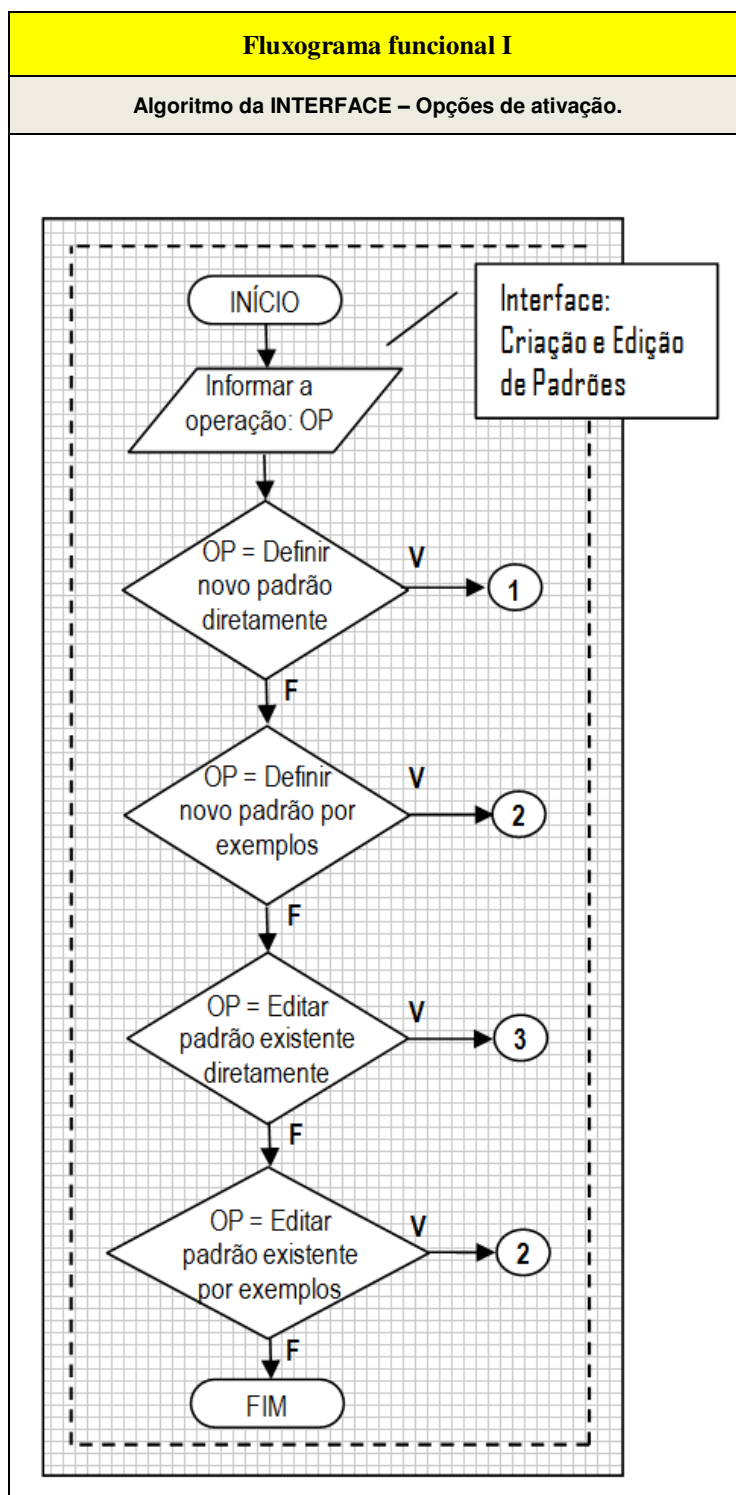 Fluxograma funcional I
Algoritmo da INTERFACE – Opções de ativação.
Interface:
Criação e Edição
de Padrões
INÍCIO
Informar a
operação: OP
OP = Definir
novo padrão
diretamente
V
1
F
OP = Definir
novo padrão por
exemplos
V
2
F
OP = Editar
padrão existente
diretamente
V
3
F
OP = Editar
padrão existente
por exemplos
V
2
F
FIM